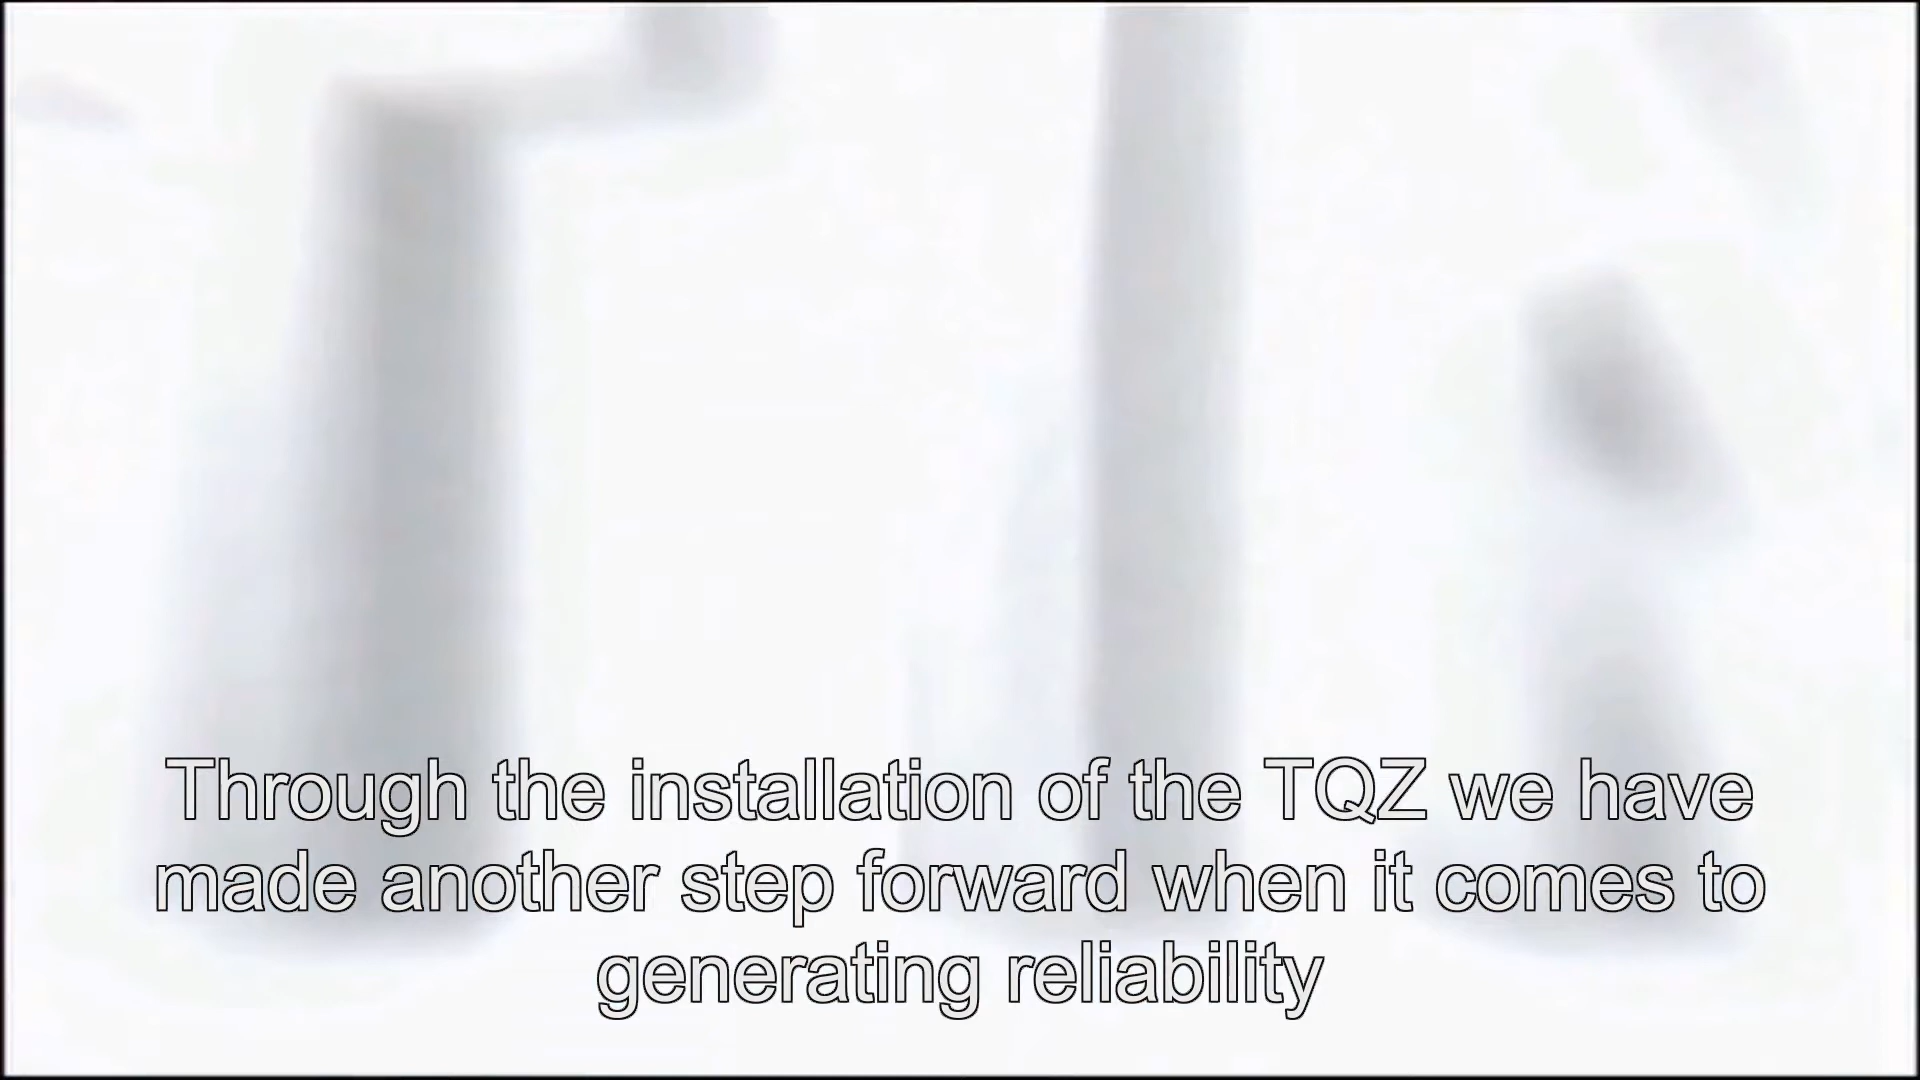 Through the installation of the TQZ we have
made another step forward when it comes to
generating reliability